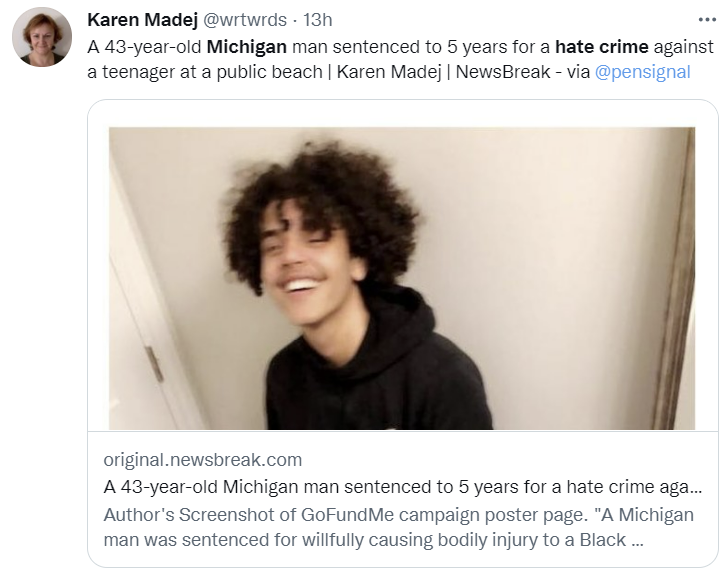 Karen Madej @wrtwrds · 13h
A 43-year-old Michigan man sentenced to 5 years for a hate crime against
a teenager at a public beach | Karen Madej | NewsBreak - via @pensignal
original.newsbreak.com
A 43-year-old Michigan man sentenced to 5 years for a hate crime aga...
Author's Screenshot of GoFundMe campaign poster page. "A Michigan
man was sentenced for willfully causing bodily injury to a Black ...